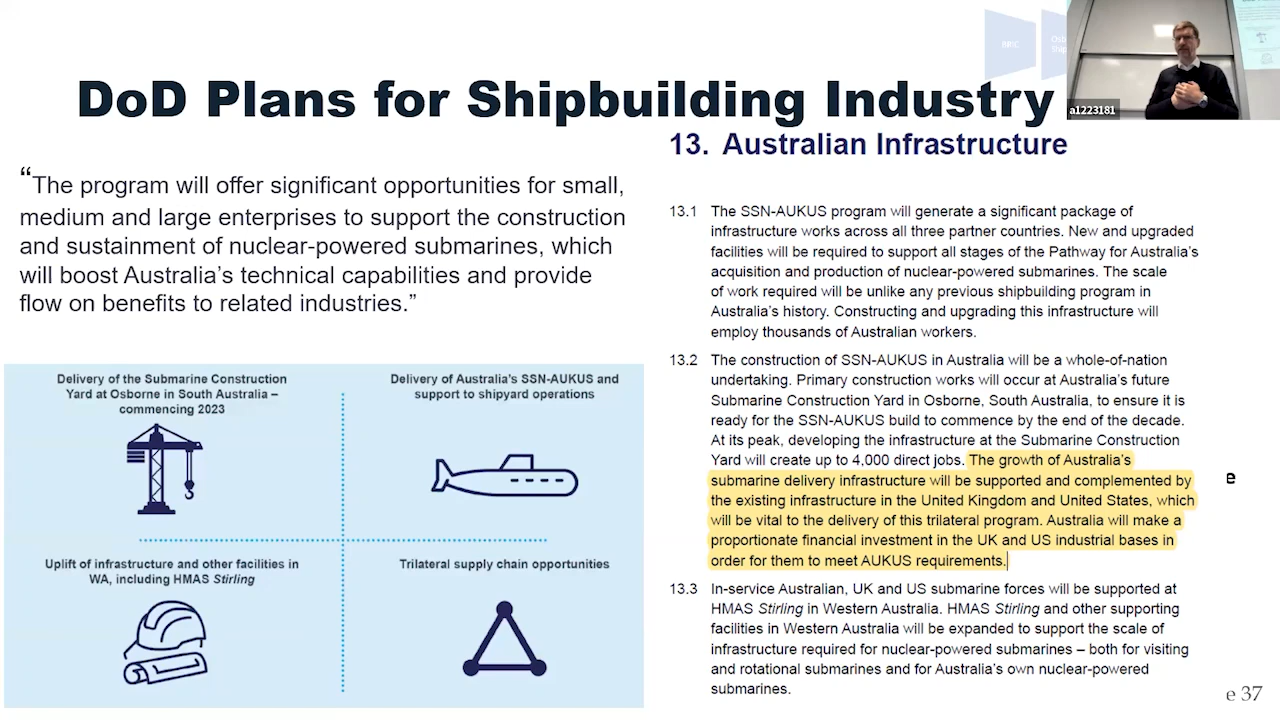 INRC
DoD Plans for Shipbuilding Industry
a1223181
“The program will offer significant opportunities for small,
medium and large enterprises to support the construction
and sustainment of nuclear-powered submarines, which
will boost Australia’s technical capabilities and provide
flow on benefits to related industries.”
Delivery of the Submarine Construction
Yard at Osborne in South Australia –
commencing 2023
Delivery of Australia's SSN-AUKUS and
support to shipyard operations
Uplift of infrastructure and other facilities in
WA, including HMAS Stirling
Trilateral supply chain opportunities
13. Australian Infrastructure
13.1 The SSN-AUKUS program will generate a significant package of
infrastructure works across all three partner countries. New and upgraded
facilities will be required to support all stages of the Pathway for Australia’s
acquisition and production of nuclear-powered submarines. The scale
of work required will be unlike any previous shipbuilding program in
Australia’s history. Constructing and upgrading this infrastructure will
employ thousands of Australian workers.
13.2 The construction of SSN-AUKUS in Australia will be a whole-of-nation
undertaking. Primary construction works will occur at Australia’s future
Submarine Construction Yard in Osborne, South Australia, to ensure it is
ready for the SSN-AUKUS build to commence by the end of the decade.
At its peak, developing the infrastructure at the Submarine Construction
Yard will create up to 4,000 direct jobs. The growth of Australia’s
submarine delivery infrastructure will be supported and complemented by
the existing infrastructure in the United Kingdom and United States, which
will be vital to the delivery of this trilateral program. Australia will make a
proportionate financial investment in the UK and US industrial bases in
order for them to meet AUKUS requirements.
13.3 In-service Australian, UK and US submarine forces will be supported at
HMAS Stirling in Western Australia. HMAS Stirling and other supporting
facilities in Western Australia will be expanded to support the scale of
infrastructure required for nuclear-powered submarines – both for visiting
and rotational submarines and for Australia’s own nuclear-powered
submarines.
e
e 37